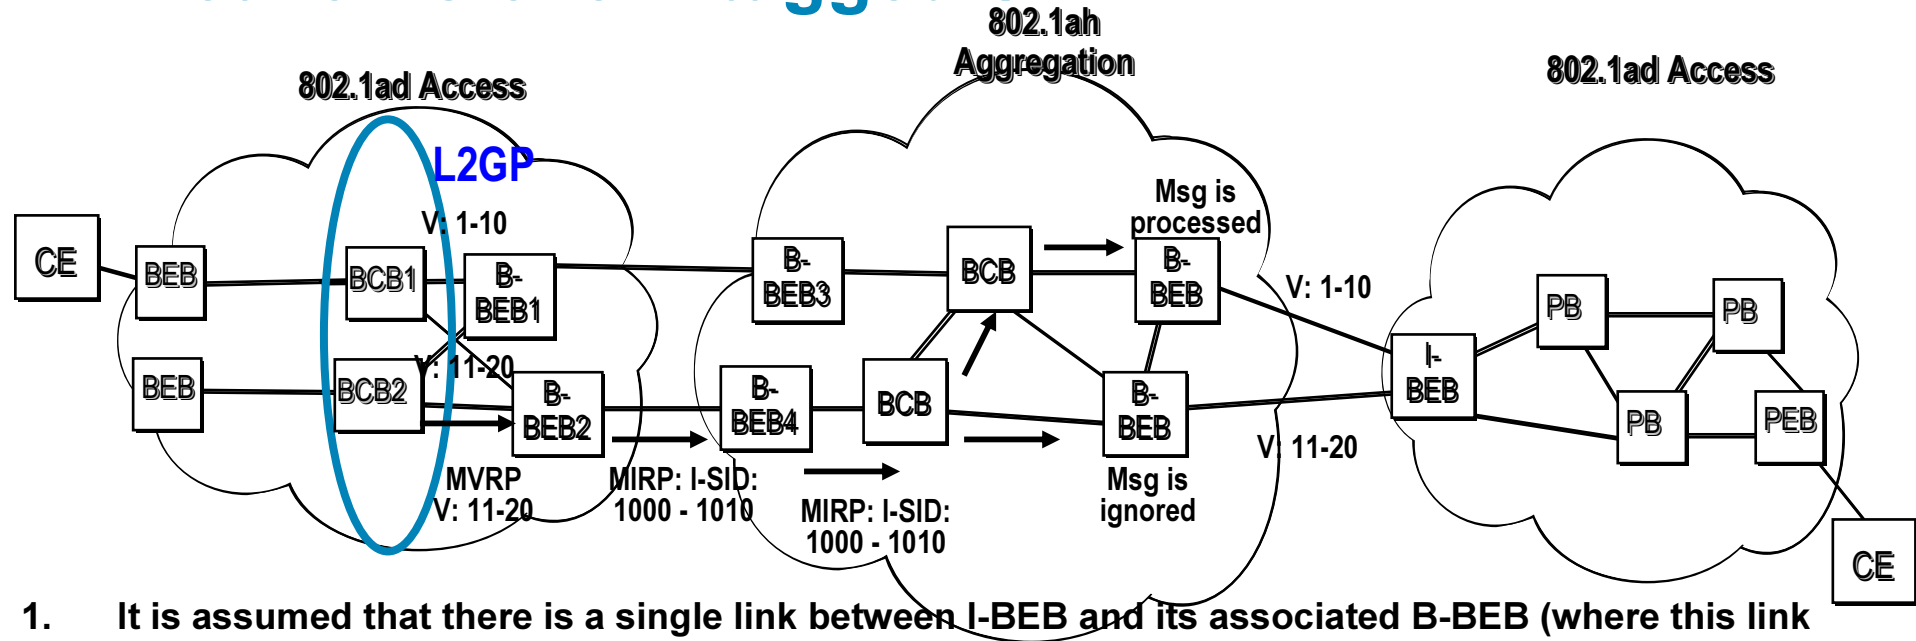 802.1ah
Aggregation
802.1ad Access
802.1ad Access
L2GP
V: 1-10
Msg is
processed
CE
BEB
BCB1
B-
BEB1
B-
BEB3
BCB
B-
BEB
V: 1-10
PB
PB
I-
BEB
V: 11-20
BEB
BCB2
B-
BEB2
B-
BEB4
BCB
B-
BEB
V: 11-20
PB
PEB
MVRP
V: 11-20
MIRP: I-SID:
1000 - 1010
MIRP: I-SID:
1000 - 1010
Msg is
ignored
CE
1. It is assumed that there is a single link between I-BEB and its associated B-BEB (where this link